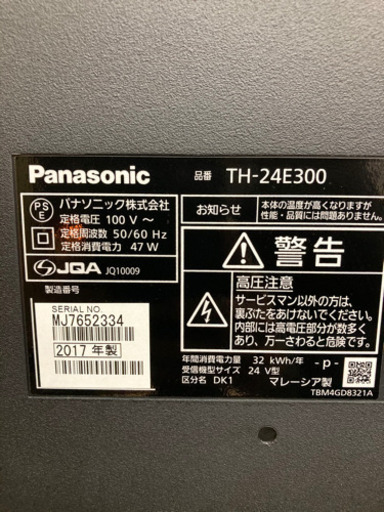 Panasonic
品番 TH-24E300
PS
E
パナソニック株式会社
定格電圧 100 V ～
定格周波数 50/60 Hz
定格消費電力 47 W
お知らせ
本体の温度が高くなりますが
性能・品質には問題ありません
JQA JQ10009
警告
高圧注意
サービスマン以外の方は、
裏ぶたをあけないでください。
内部には高電圧部分が数多く
あり、万一さわると危険です。
製造番号
SERIAL NO.
MJ7652334
2017 年製
年間消費電力量 32 kWh/年
受信機型サイズ 24 V型
区分名 DK1
-p-
マレーシア製
TBM4GD8321A